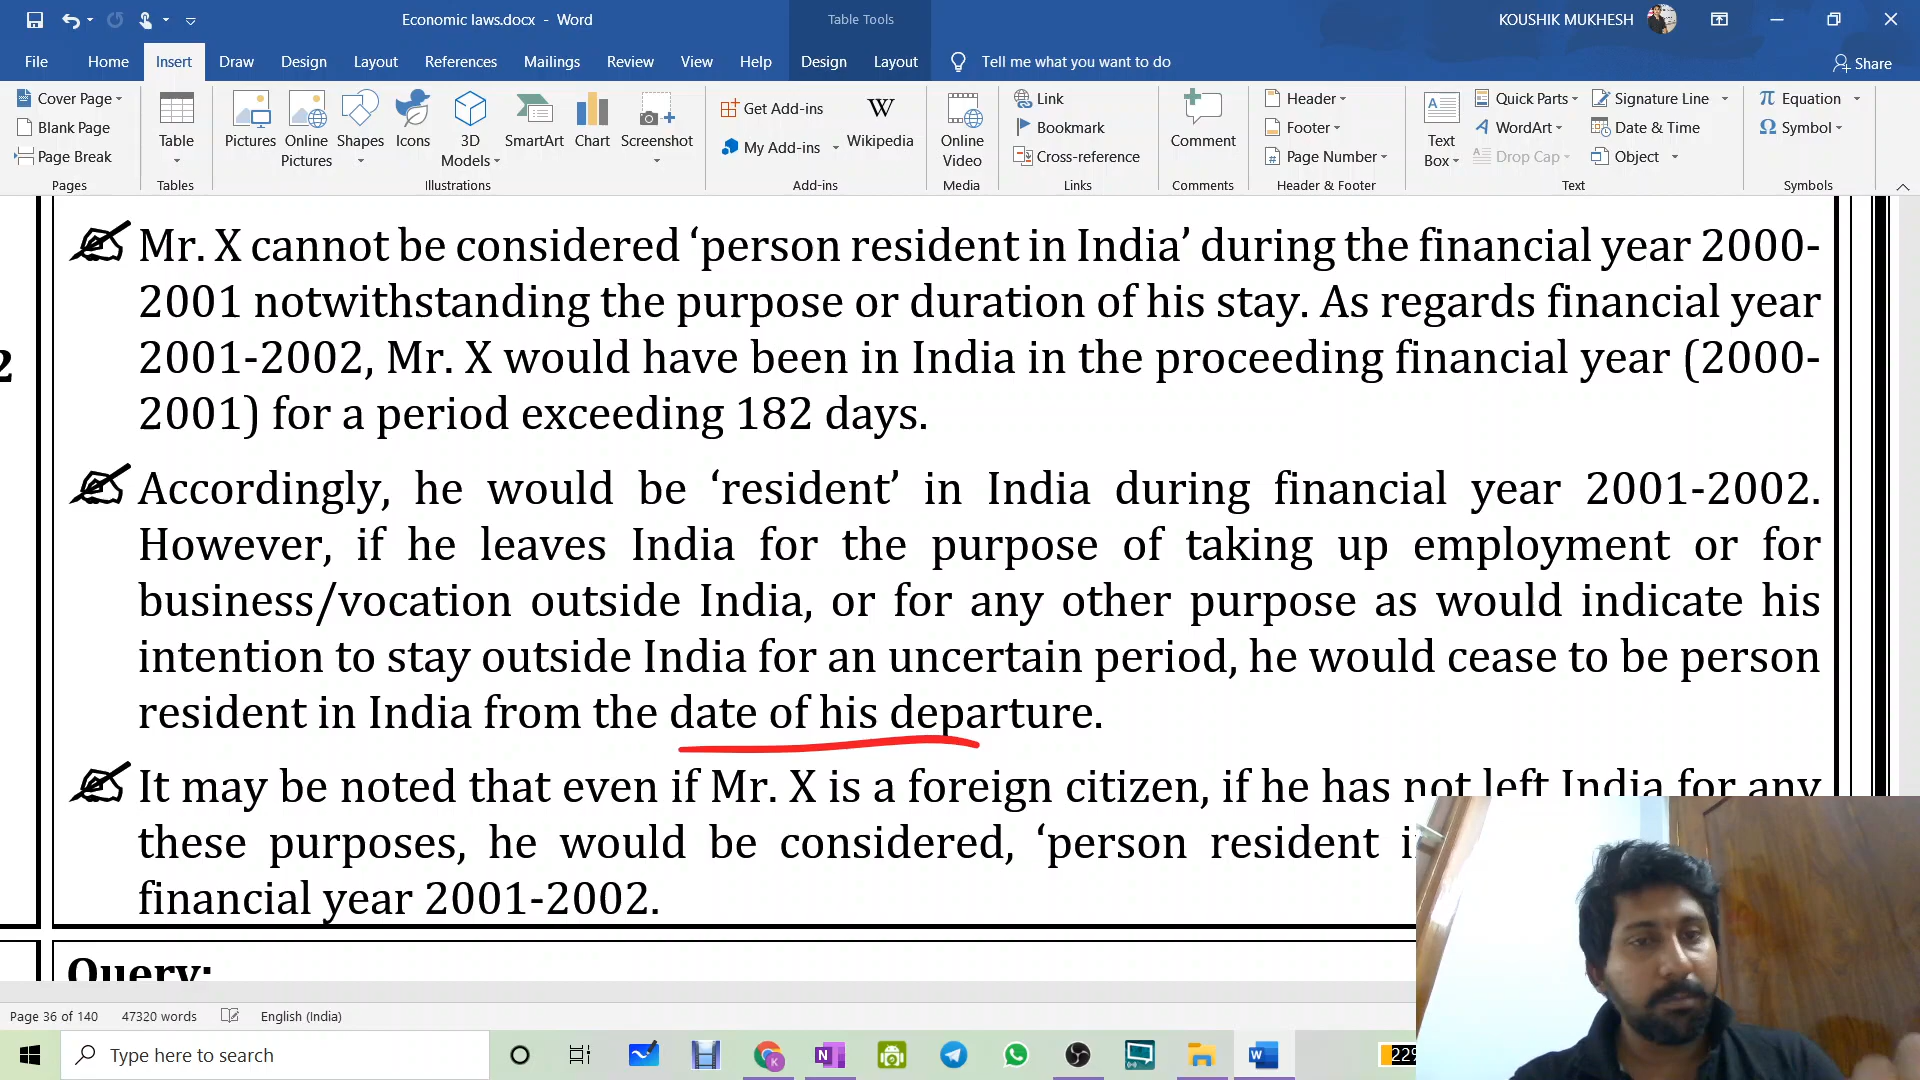 Economic laws.docx - Word
Table Tools
KOUSHIK MUKHESH
File Home Insert Draw Design Layout References Mailings Review View Help Design Layout Tell me what you want to do Share
Cover Page
Blank Page
Page Break
Pages
Table
Tables
Pictures
Online Pictures
Shapes
Icons
3D Models
SmartArt
Chart
Screenshot
Illustrations
Get Add-ins
My Add-ins
Wikipedia
Add-ins
Online Video
Media
Link
Bookmark
Cross-reference
Links
Comment
Comments
Header
Footer
Page Number
Header & Footer
Text Box
Quick Parts
WordArt
Drop Cap
Signature Line
Date & Time
Object
Text
Equation
Symbol
Symbols
Mr. X cannot be considered ‘person resident in India’ during the financial year 2000-
2001 notwithstanding the purpose or duration of his stay. As regards financial year
2001-2002, Mr. X would have been in India in the proceeding financial year (2000-
2001) for a period exceeding 182 days.
2
Accordingly, he would be ‘resident’ in India during financial year 2001-2002.
However, if he leaves India for the purpose of taking up employment or for
business/vocation outside India, or for any other purpose as would indicate his
intention to stay outside India for an uncertain period, he would cease to be person
resident in India from the date of his departure.
It may be noted that even if Mr. X is a foreign citizen, if he has not left India for any
these purposes, he would be considered, ‘person resident
financial year 2001-2002.
Query:
Page 36 of 140 47320 words English (India)
Type here to search
22%